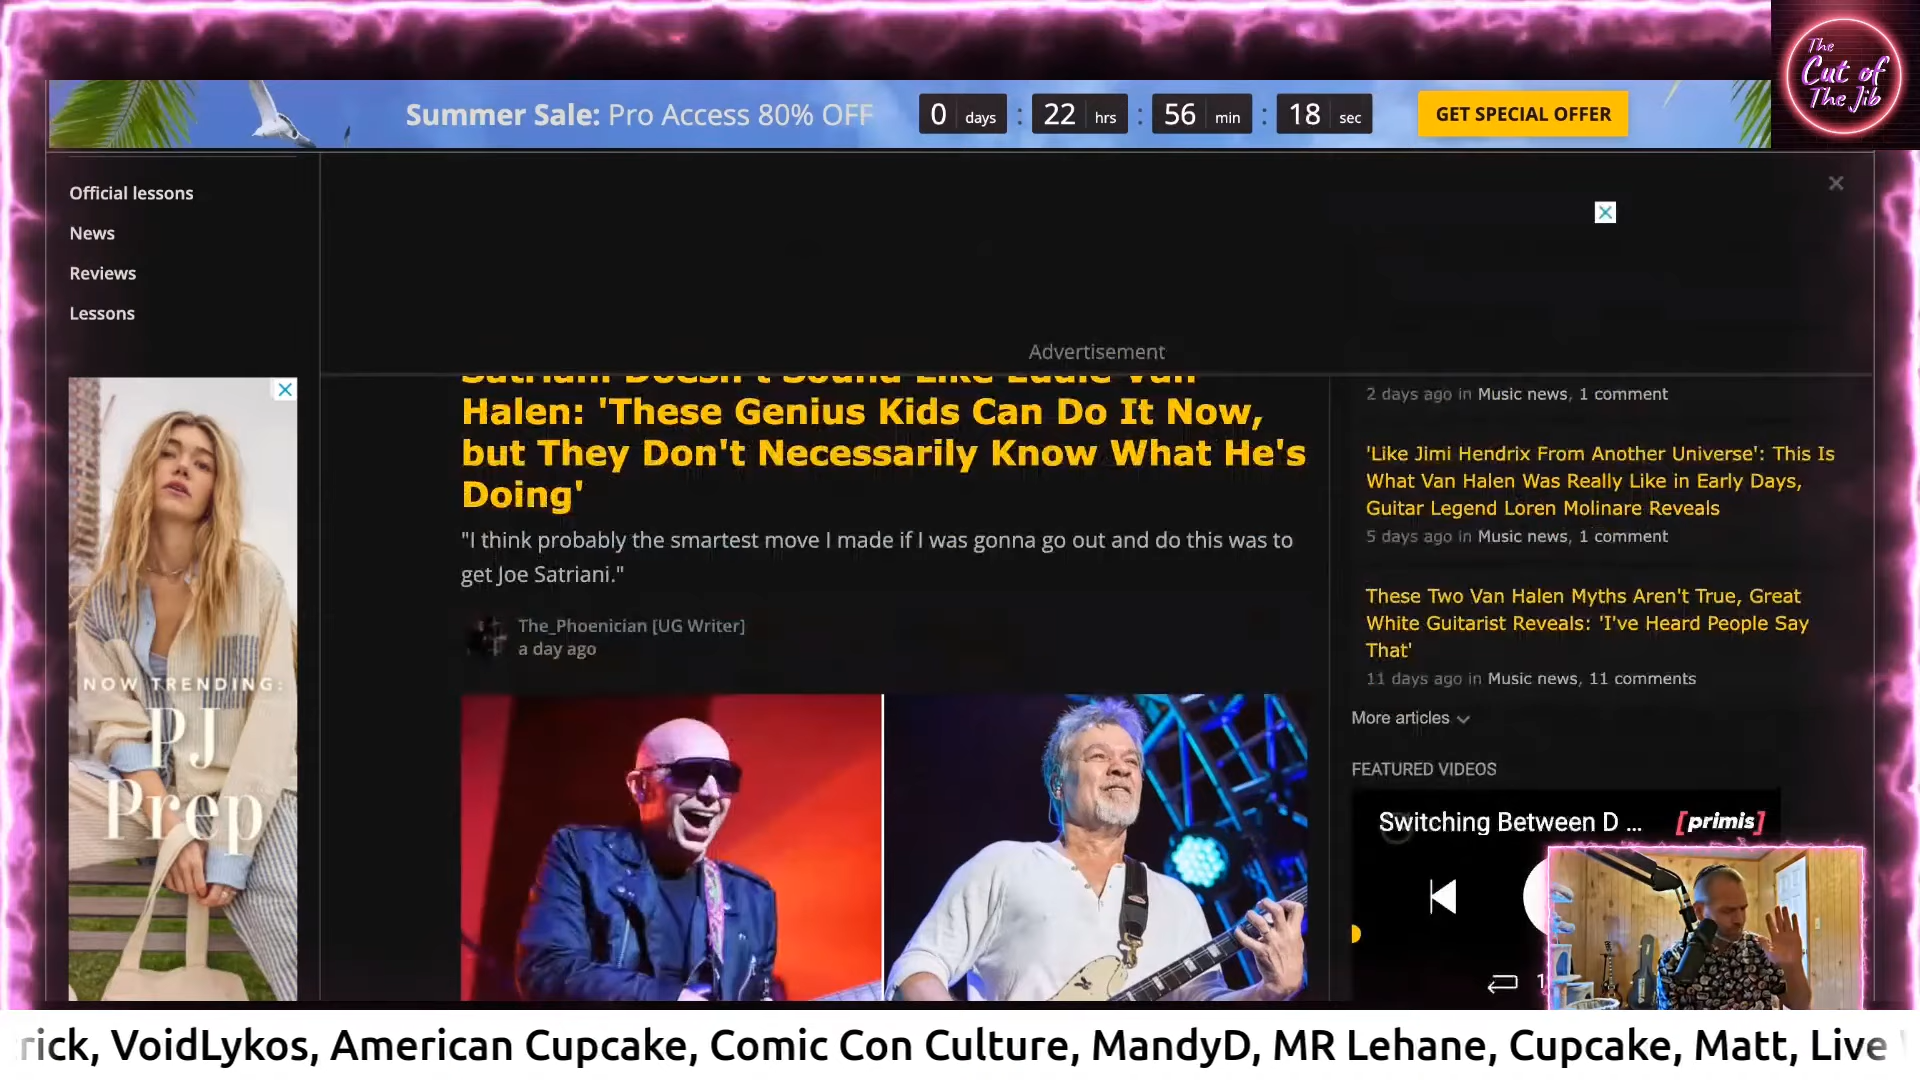 The
Cut of
The Jib
Summer Sale: Pro Access 80% OFF
0 days : 22 hrs : 56 min : 18 sec
GET SPECIAL OFFER
Official lessons
News
Reviews
Lessons
Advertisement
Satriani Doesn't Sound Like Eddie Van
Halen: 'These Genius Kids Can Do It Now,
but They Don't Necessarily Know What He's
Doing'
"I think probably the smartest move I made if I was gonna go out and do this was to
get Joe Satriani."
The_Phoenician [UG Writer]
a day ago
NOW TRENDING:
PJ
Prep
2 days ago in Music news, 1 comment
'Like Jimi Hendrix From Another Universe': This Is
What Van Halen Was Really Like in Early Days,
Guitar Legend Loren Molinare Reveals
5 days ago in Music news, 1 comment
These Two Van Halen Myths Aren't True, Great
White Guitarist Reveals: 'I've Heard People Say
That'
11 days ago in Music news, 11 comments
More articles
FEATURED VIDEOS
Switching Between D ...
[primis]
rick, VoidLykos, American Cupcake, Comic Con Culture, MandyD, MR Lehane, Cupcake, Matt, Live